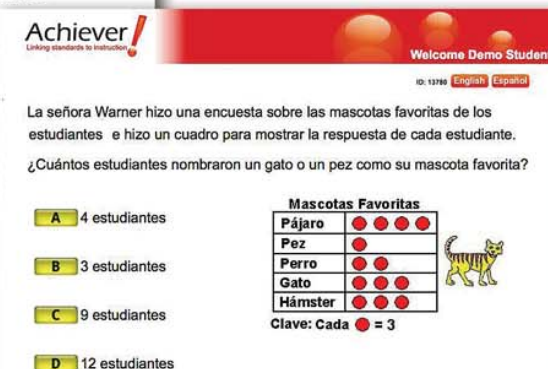 Achiever!
Linking standards to instruction
Welcome Demo Studen
ID: 13780 English Español
La señora Warner hizo una encuesta sobre las mascotas favoritas de los
estudiantes e hizo un cuadro para mostrar la respuesta de cada estudiante.
¿Cuántos estudiantes nombraron un gato o un pez como su mascota favorita?
A 4 estudiantes
B 3 estudiantes
C 9 estudiantes
D 12 estudiantes
Mascotas Favoritas
Pájaro
Pez
Perro
Gato
Hámster
Clave: Cada = 3